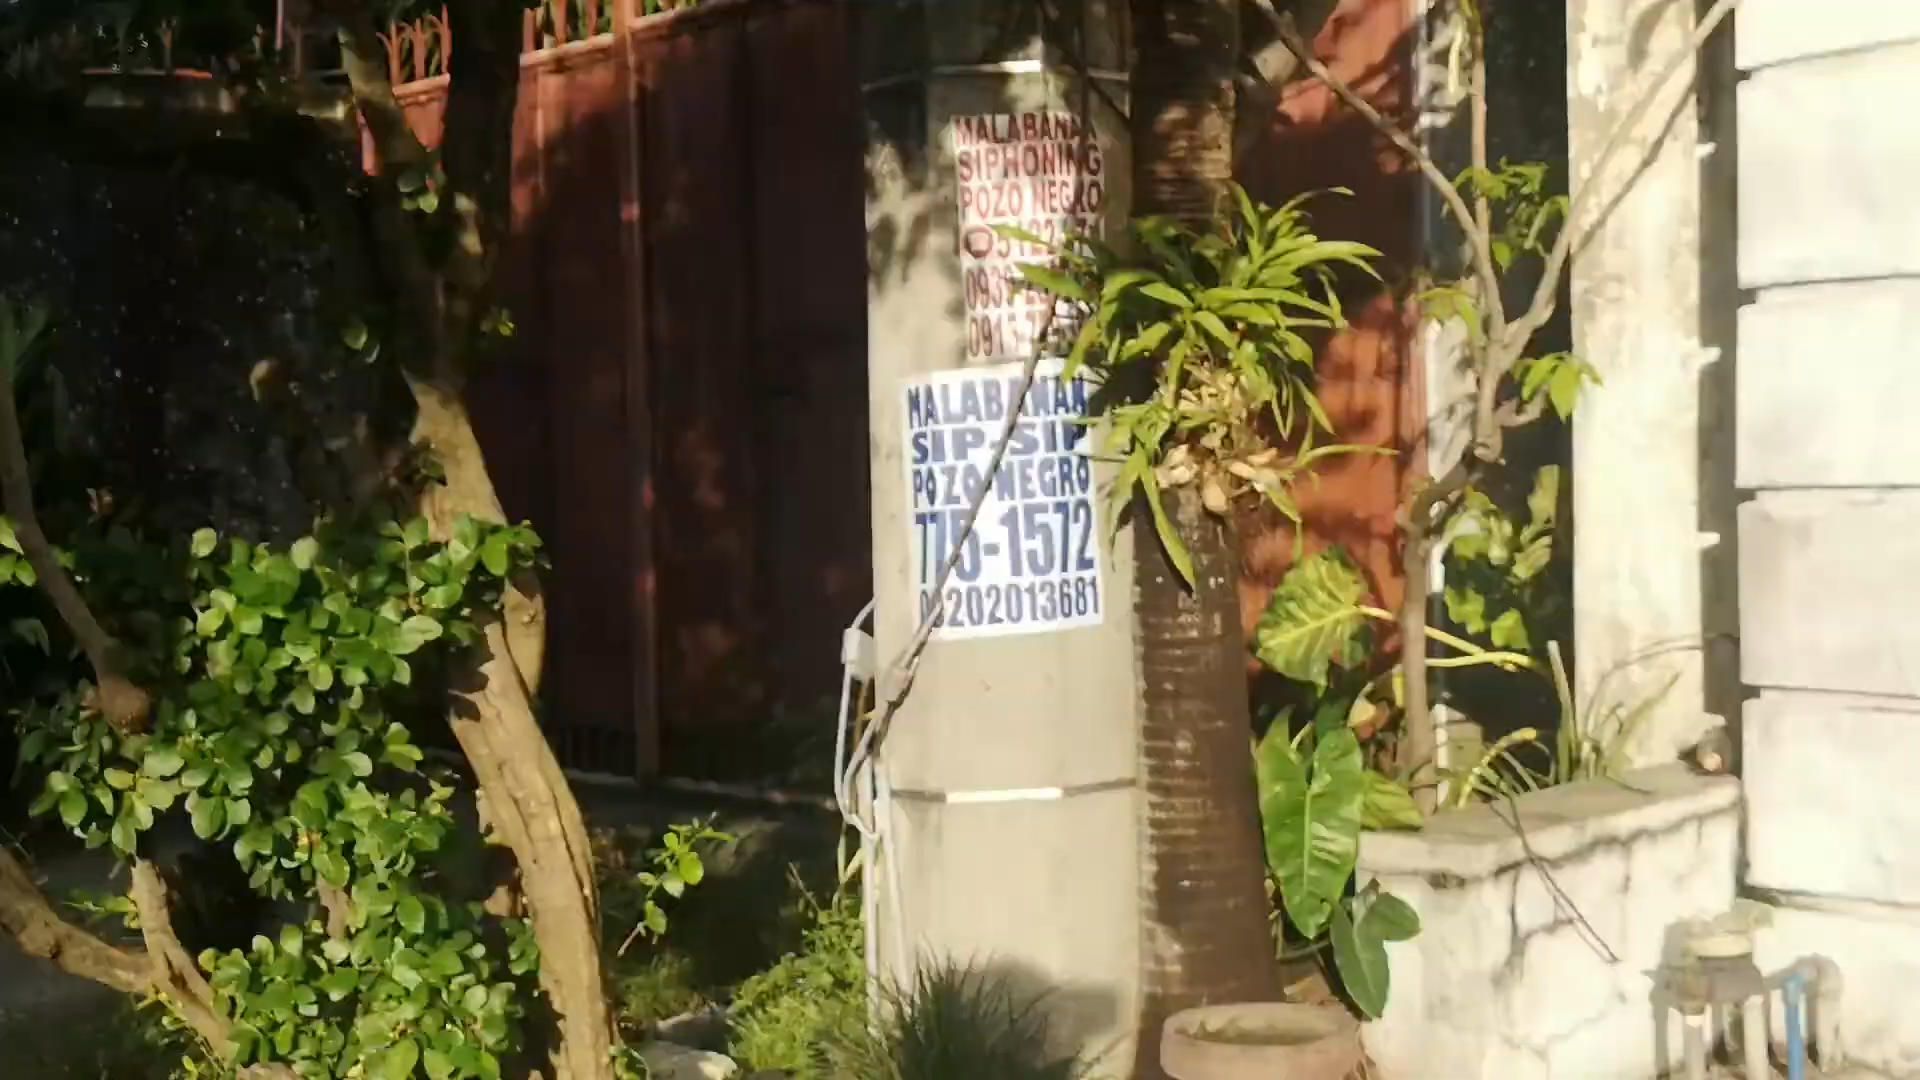 MALABANAN
SIPHONING
POZO NEGRO
MALABANAN
SIP-SIP
POZO NEGRO
775-1572
09202013681